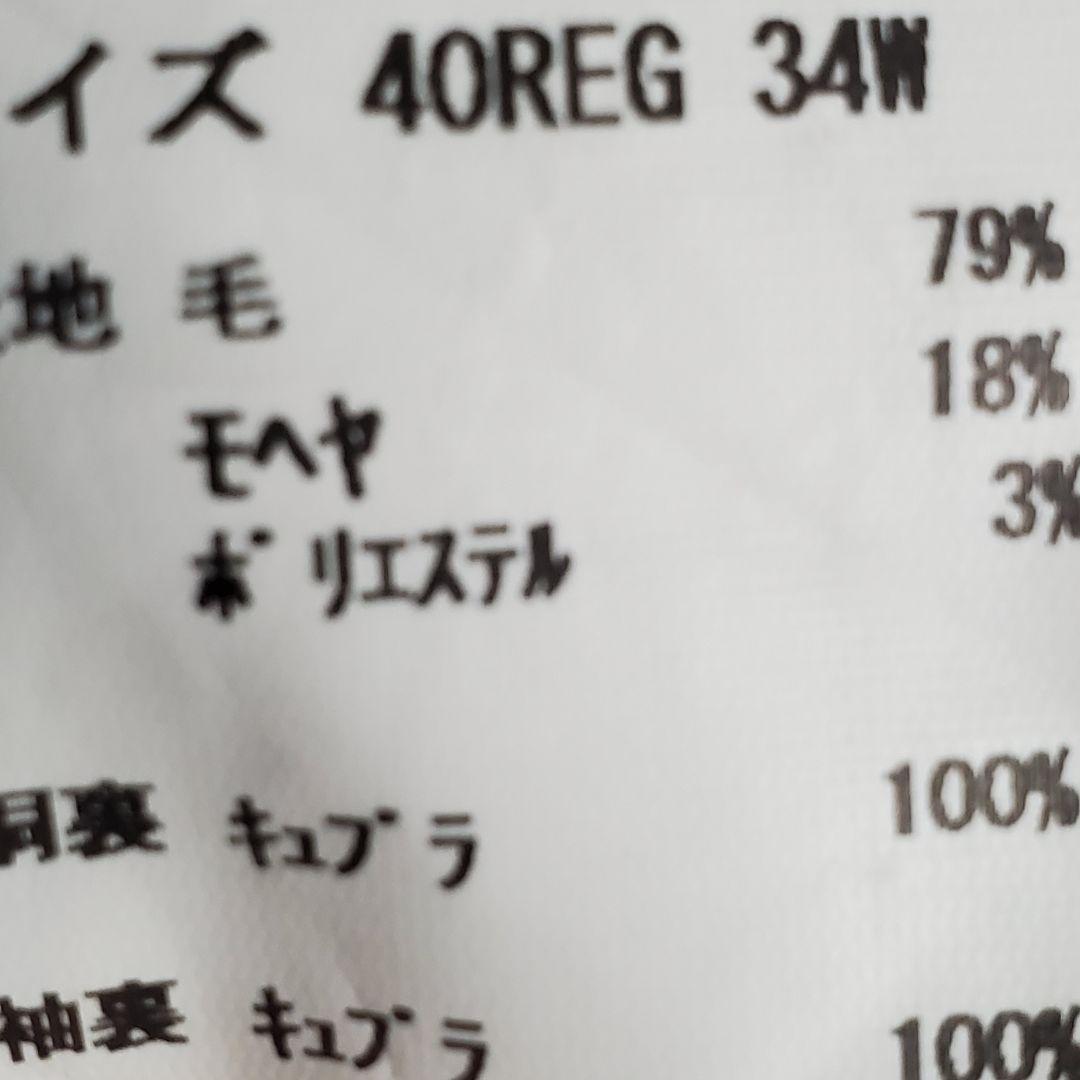 イズ 40REG 34W
地 毛 79%
モヘヤ 18%
ポリエステル 3%
胴裏 キュプラ 100%
袖裏 キュプラ 100%